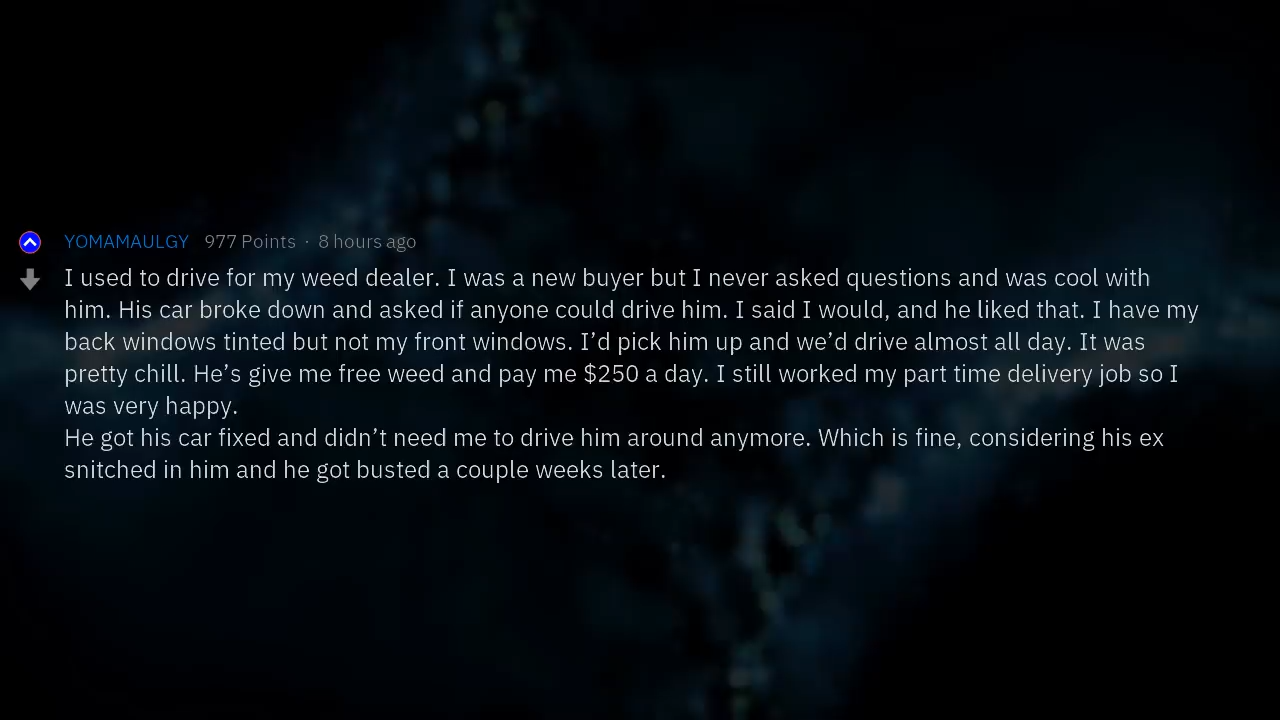 YOMAMAULGY 977 Points · 8 hours ago
I used to drive for my weed dealer. I was a new buyer but I never asked questions and was cool with
him. His car broke down and asked if anyone could drive him. I said I would, and he liked that. I have my
back windows tinted but not my front windows. I’d pick him up and we’d drive almost all day. It was
pretty chill. He’s give me free weed and pay me $250 a day. I still worked my part time delivery job so I
was very happy.
He got his car fixed and didn’t need me to drive him around anymore. Which is fine, considering his ex
snitched in him and he got busted a couple weeks later.